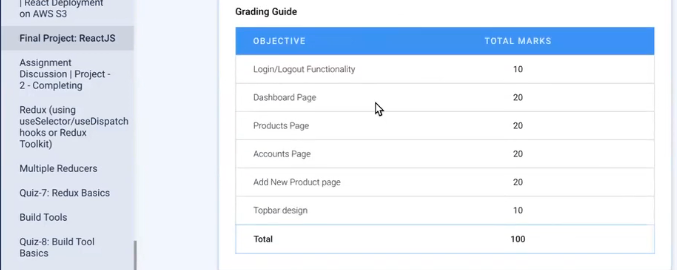 | React Deployment
on AWS S3
Final Project: ReactJS
Assignment
Discussion | Project -
2 - Completing
Redux (using
useSelector/useDispatch
hooks or Redux
Toolkit)
Multiple Reducers
Quiz-7: Redux Basics
Build Tools
Quiz-8: Build Tool
Basics
Grading Guide
OBJECTIVE TOTAL MARKS
Login/Logout Functionality 10
Dashboard Page 20
Products Page 20
Accounts Page 20
Add New Product page 20
Topbar design 10
Total 100